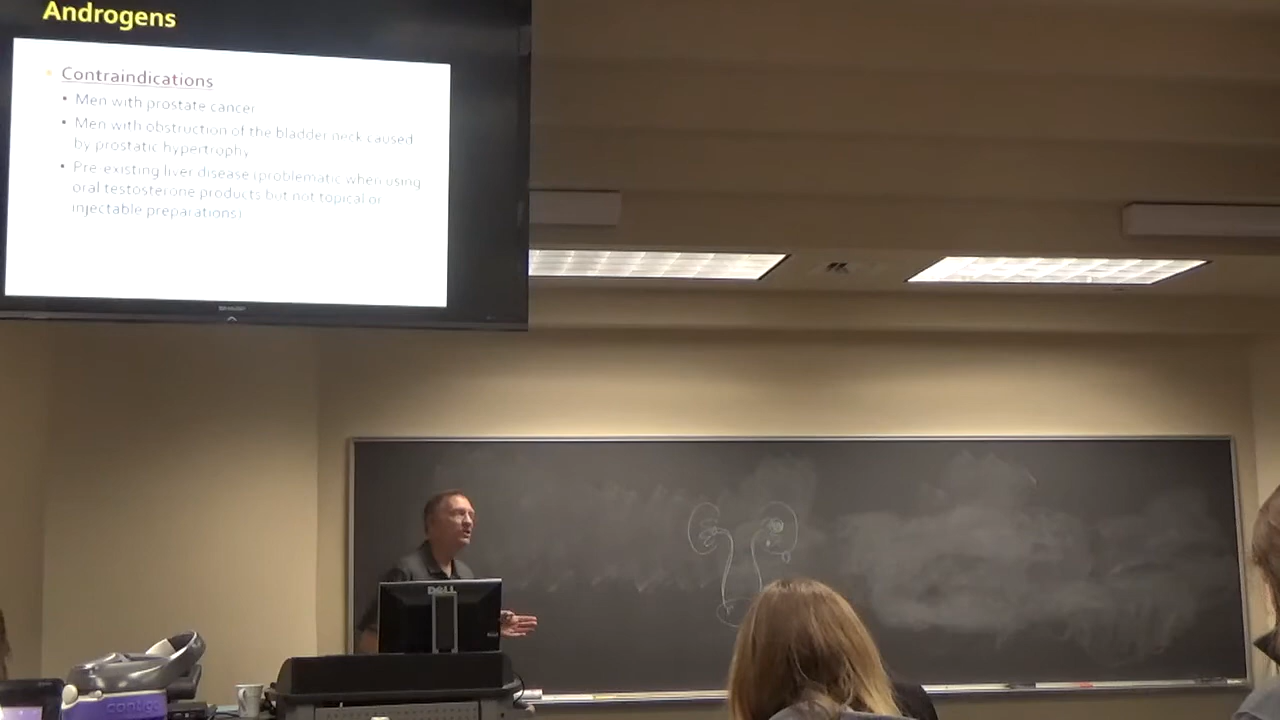 Androgens
Contraindications
• Men with prostate cancer
• Men with obstruction of the bladder neck caused
by prostatic hypertrophy
• Pre-existing liver disease (problematic when using
oral testosterone products but not topical or
injectable preparations)
SHARP
DELL
contigo